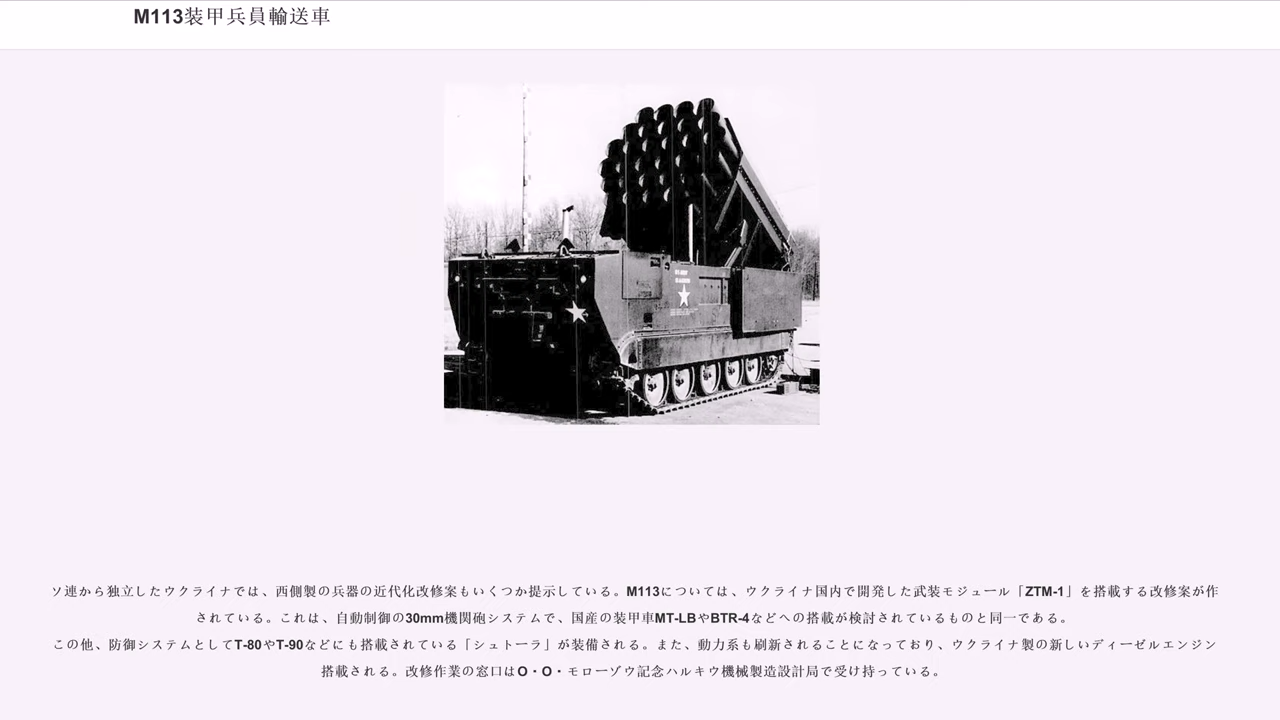 M113装甲兵員輸送車
ソ連から独立したウクライナでは、西側製の兵器の近代化改修案もいくつか提示している。M113については、ウクライナ国内で開発した武装モジュール「ZTM-1」を搭載する改修案が作
されている。これは、自動制御の30mm機関砲システムで、国産の装甲車MT-LBやBTR-4などへの搭載が検討されているものと同一である。
この他、防御システムとしてT-80やT-90などにも搭載されている「シュトーラ」が装備される。また、動力系も刷新されることになっており、ウクライナ製の新しいディーゼルエンジン
搭載される。改修作業の窓口はO・O・モローゾウ記念ハルキウ機械製造設計局で受け持っている。